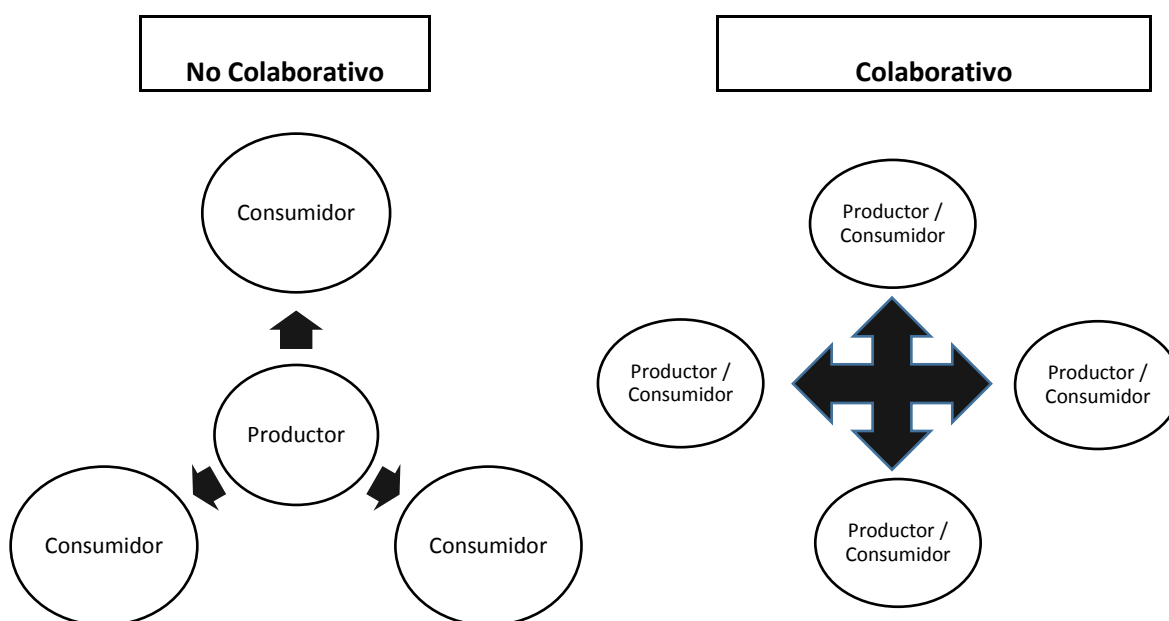 No Colaborativo
Consumidor
Productor
Consumidor
Consumidor
Colaborativo
Productor /
Consumidor
Productor /
Consumidor
Productor /
Consumidor
Productor /
Consumidor